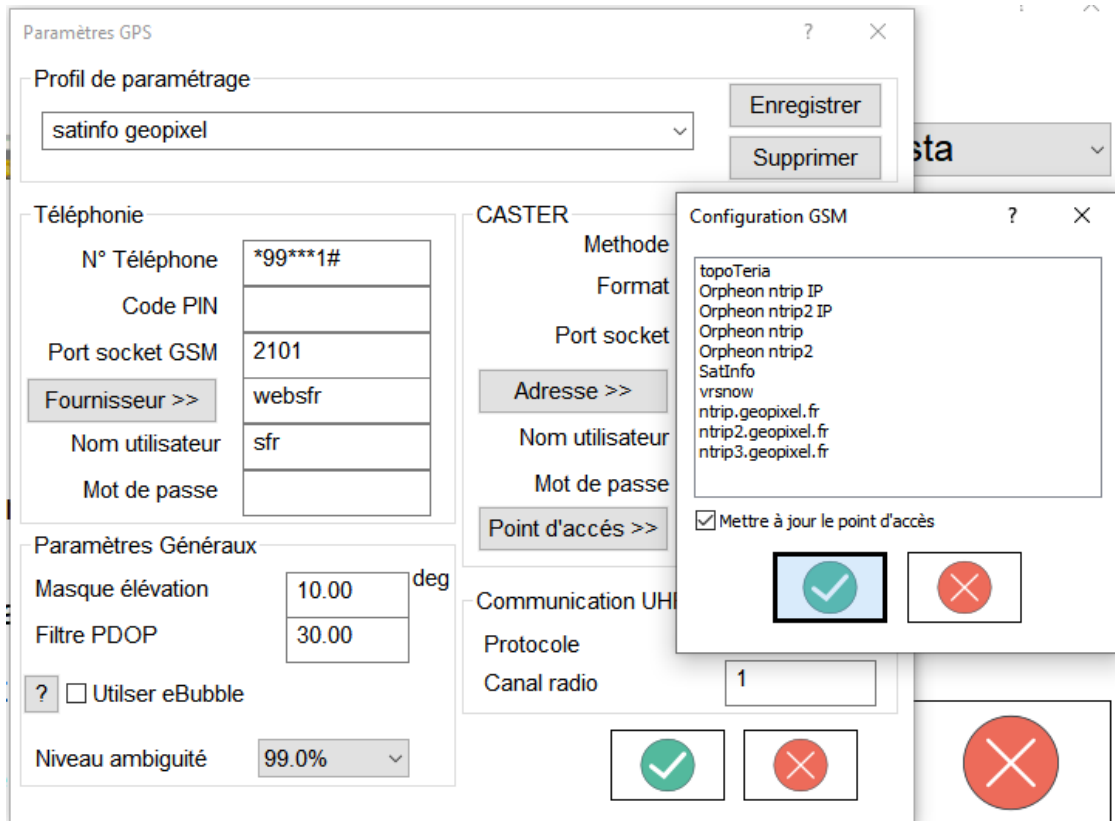 Paramètres GPS
Profil de paramétrage
satinfo geopixel
Enregistrer
Supprimer
Téléphonie
N° Téléphone
*99***1#
Code PIN
Port socket GSM
2101
Fournisseur >>
websfr
Nom utilisateur
sfr
Mot de passe
Paramètres Généraux
Masque élévation
10.00
deg
Filtre PDOP
30.00
?
Utilser eBubble
Niveau ambiguité
99.0%
CASTER
Methode
Format
Port socket
Adresse >>
Nom utilisateur
Mot de passe
Point d'accés >>
Communication UH
Protocole
Canal radio
1
sta
Configuration GSM
?
topoTeria
Orpheon ntrip IP
Orpheon ntrip2 IP
Orpheon ntrip
Orpheon ntrip2
SatInfo
vrsnow
ntrip.geopixel.fr
ntrip2.geopixel.fr
ntrip3.geopixel.fr
Mettre à jour le point d'accès